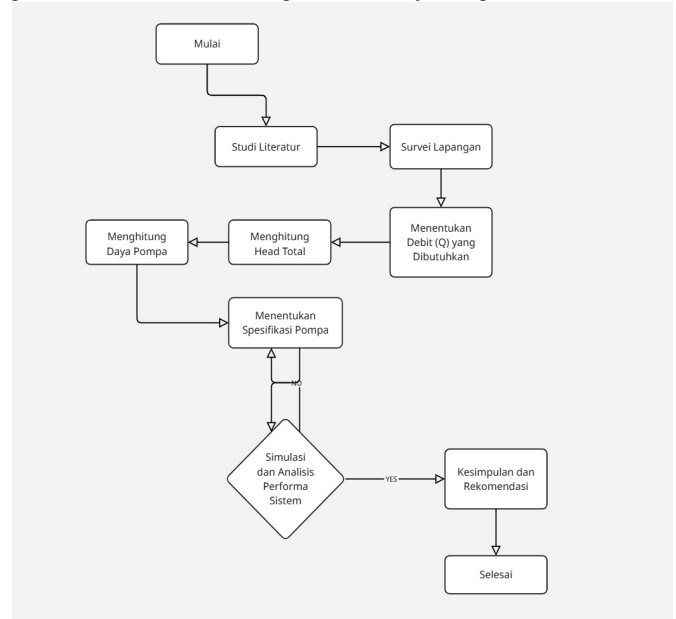 Mulai
Studi Literatur
Survei Lapangan
Menentukan
Debit (Q) yang
Dibutuhkan
Menghitung
Head Total
Menghitung
Daya Pompa
Menentukan
Spesifikasi Pompa
NO
Simulasi
dan Analisis
Performa
Sistem
YES
Kesimpulan dan
Rekomendasi
Selesai